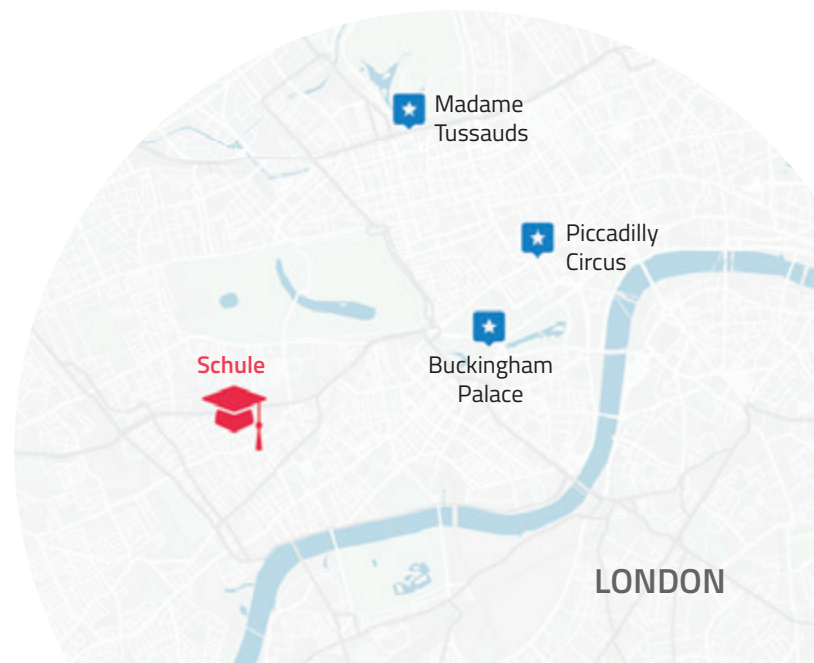 Madame
Tussauds
Piccadilly
Circus
Schule
Buckingham
Palace
LONDON